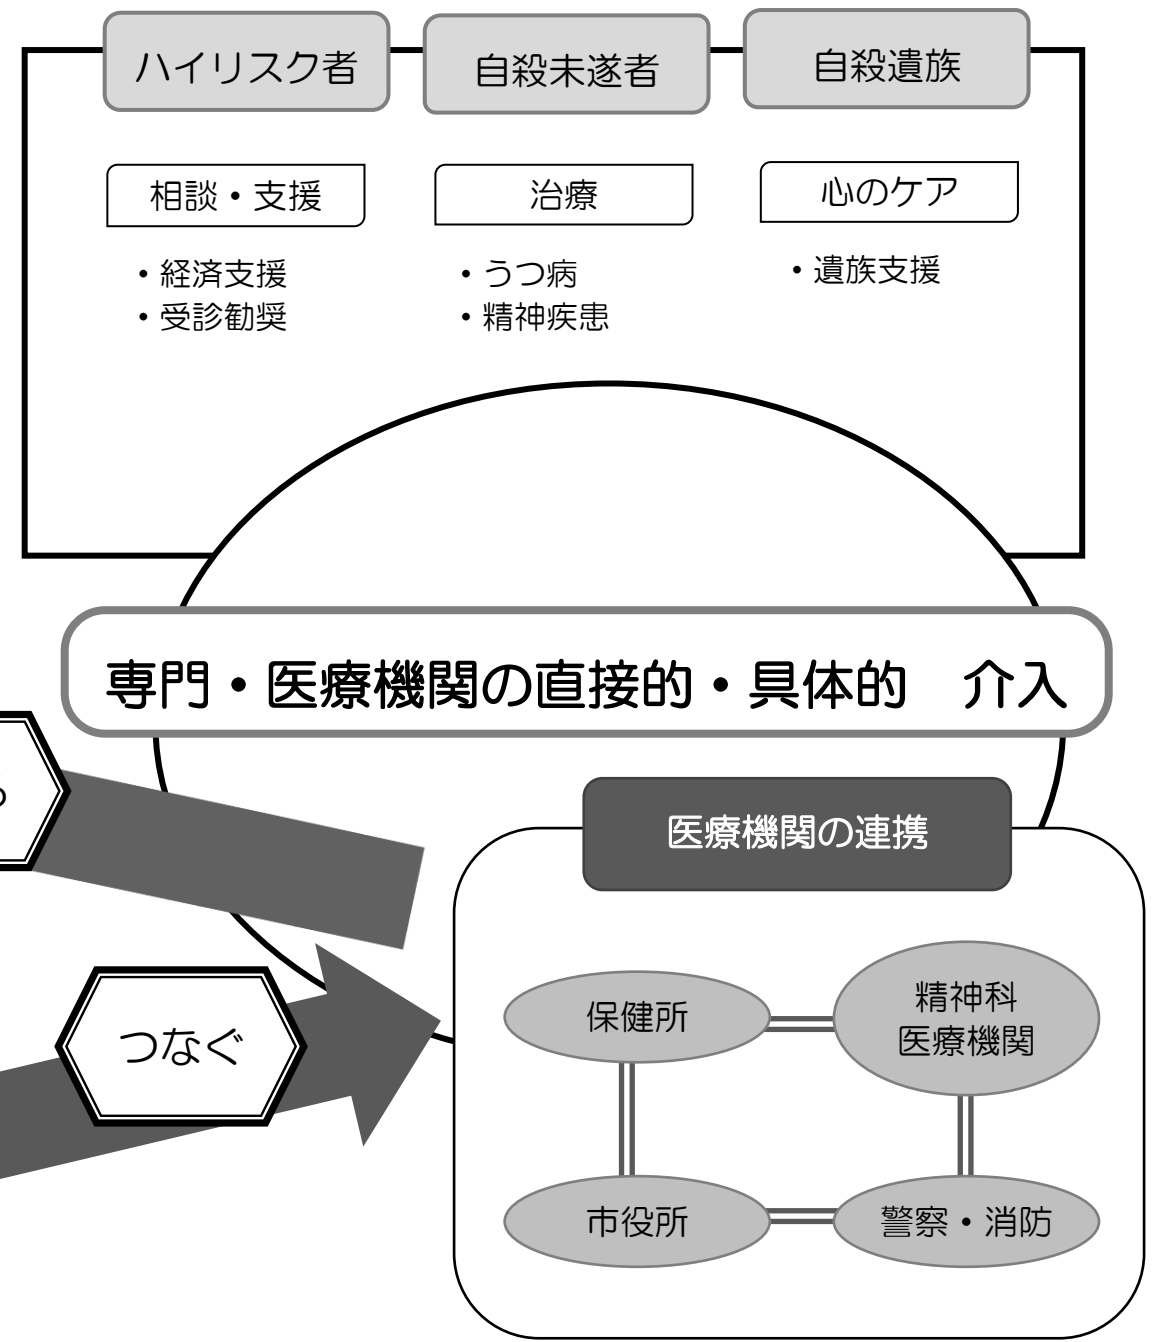 ハイリスク者
自殺未遂者
自殺遺族
相談・支援
治療
心のケア
・経済支援
・受診勧奨
・うつ病
・精神疾患
・遺族支援
専門・医療機関の直接的・具体的　介入
医療機関の連携
つなぐ
保健所
精神科
医療機関
市役所
警察・消防